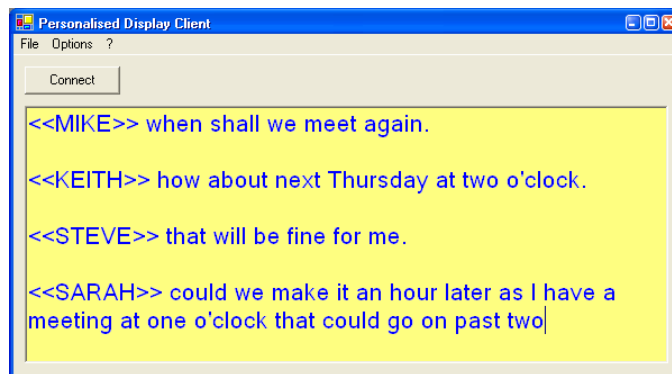 Personalised Display Client
File Options ?
Connect
<<MIKE>> when shall we meet again.
<<KEITH>> how about next Thursday at two o'clock.
<<STEVE>> that will be fine for me.
<<SARAH>> could we make it an hour later as I have a
meeting at one o'clock that could go on past two